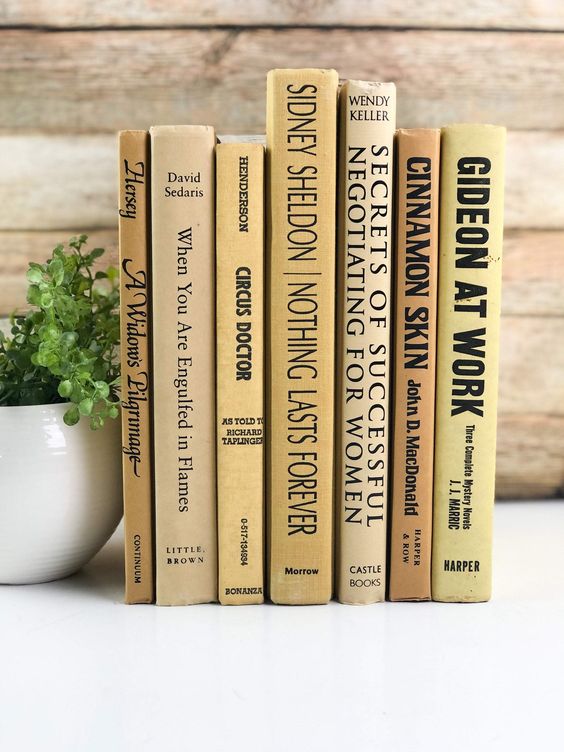 Hersey
A Widow's Pilgrimage
CONTINUUM
David
Sedaris
When You Are Engulfed in Flames
LITTLE, BROWN
HENDERSON
CIRCUS DOCTOR
AS TOLD TO
RICHARD
TAPLINGER
0-517-134934
BONANZA
SIDNEY SHELDON | NOTHING LASTS FOREVER
Morrow
WENDY
KELLER
SECRETS OF SUCCESSFUL
NEGOTIATING FOR WOMEN
CASTLE
BOOKS
CINNAMON SKIN
John D. MacDonald
HARPER
& ROW
GIDEON AT WORK
Three Complete Mystery Novels
J. J. MARRIC
HARPER